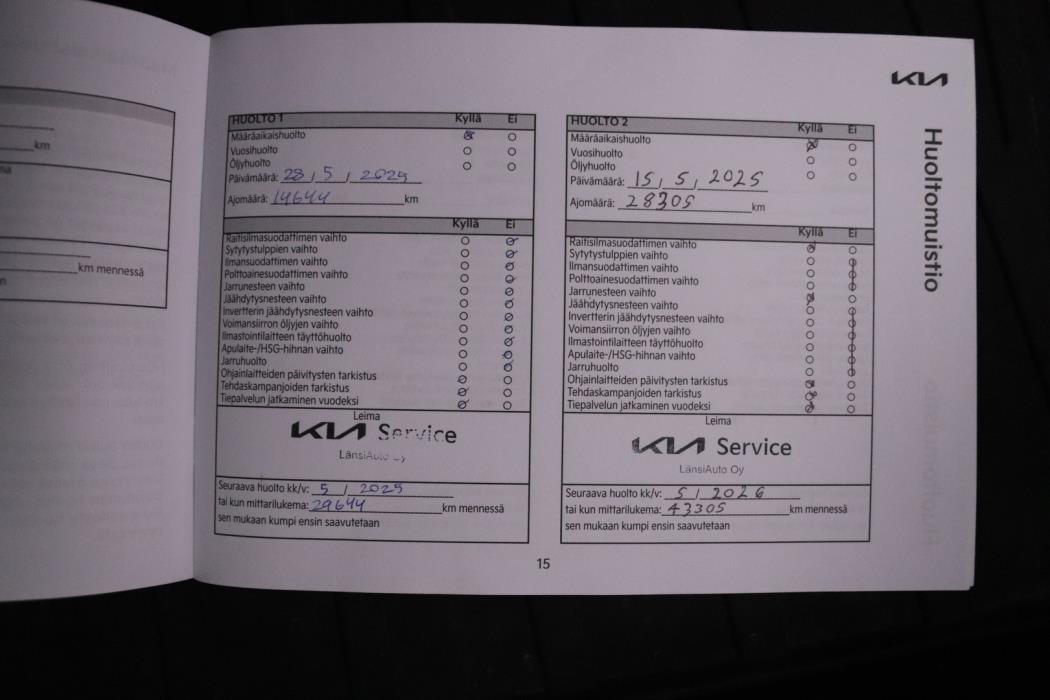 KIA
Huoltomuistio
km
km mennessä
HUOLTO 1 Kyllä Ei
Määräaikaishuolto
Vuosihuolto
Öljyhuolto
Päivämäärä: 28 / 5 / 2024
Ajomäärä: 14644 km
Kyllä Ei
Raitisilmasuodattimen vaihto
Sytytystulppien vaihto
Ilmansuodattimen vaihto
Polttoainesuodattimen vaihto
Jarrunesteen vaihto
Jäähdytysnesteen vaihto
Invertterin jäähdytysnesteen vaihto
Voimansiirron öljyjen vaihto
Ilmastointilaitteen täyttöhuolto
Apulaite-/HSG-hihnan vaihto
Jarruhuolto
Ohjainlaitteiden päivitysten tarkistus
Tehdaskampanjoiden tarkistus
Tiepalvelun jatkaminen vuodeksi
Leima
KIA Service
LänsiAuto Oy
Seuraava huolto kk/v: 5 / 2025
tai kun mittarilukema: 29644 km mennessä
sen mukaan kumpi ensin saavutetaan
HUOLTO 2 Kyllä Ei
Määräaikaishuolto
Vuosihuolto
Öljyhuolto
Päivämäärä: 15 / 5 / 2025
Ajomäärä: 28305 km
Kyllä Ei
Raitisilmasuodattimen vaihto
Sytytystulppien vaihto
Ilmansuodattimen vaihto
Polttoainesuodattimen vaihto
Jarrunesteen vaihto
Jäähdytysnesteen vaihto
Invertterin jäähdytysnesteen vaihto
Voimansiirron öljyjen vaihto
Ilmastointilaitteen täyttöhuolto
Apulaite-/HSG-hihnan vaihto
Jarruhuolto
Ohjainlaitteiden päivitysten tarkistus
Tehdaskampanjoiden tarkistus
Tiepalvelun jatkaminen vuodeksi
Leima
KIA Service
LänsiAuto Oy
Seuraava huolto kk/v: 5 / 2026
tai kun mittarilukema: 43305 km mennessä
sen mukaan kumpi ensin saavutetaan
15